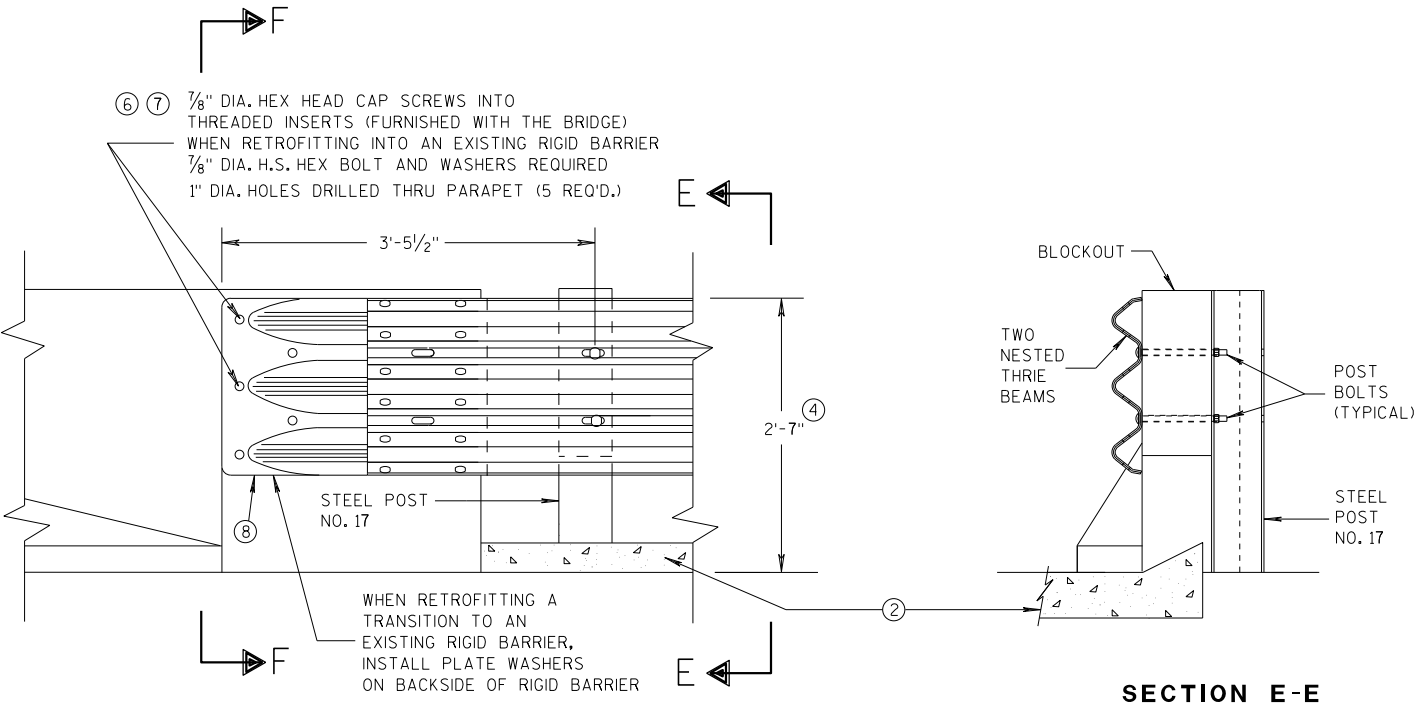 F
⑥ ⑦ 7/8" DIA. HEX HEAD CAP SCREWS INTO
THREADED INSERTS (FURNISHED WITH THE BRIDGE)
WHEN RETROFITTING INTO AN EXISTING RIGID BARRIER
7/8" DIA. H.S. HEX BOLT AND WASHERS REQUIRED
1" DIA. HOLES DRILLED THRU PARAPET (5 REQ'D.)
E
3'-5 1/2"
2'-7" ④
STEEL POST
NO. 17
⑧
WHEN RETROFITTING A
TRANSITION TO AN
EXISTING RIGID BARRIER,
INSTALL PLATE WASHERS
ON BACKSIDE OF RIGID BARRIER
②
F
E
BLOCKOUT
TWO
NESTED
THRIE
BEAMS
POST
BOLTS
(TYPICAL)
STEEL
POST
NO. 17
SECTION E-E